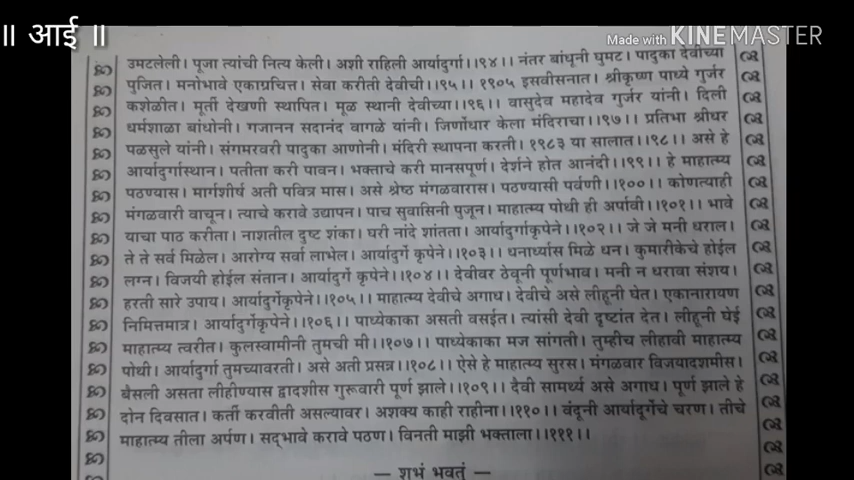 ॥ आई ॥
Made with KINEMASTER
उमटलेली। पूजा त्यांची नित्य केली। अशी राहिली आर्यादुर्गा।।९४।। नंतर बांधूनी घुमट। पादुका देवीच्या
पुजित। मनोभावे एकाग्रचित्त। सेवा करीती देवीची।।९५।। १९०५ इसवीसनात। श्रीकृष्ण पाध्ये गुर्जर
कशेळीत। मूर्ती देखणी स्थापित। मूळ स्थानी देवीच्या।।९६।। वासुदेव महादेव गुर्जर यांनी। दिली
धर्मशाळा बांधोनी। गजानन सदानंद वागळे यांनी। जिर्णोधार केला मंदिराचा।।९७।। प्रतिभा श्रीधर
पळसुले यांनी। संगमरवरी पादुका आणोनी। मंदिरी स्थापना करती। १९८३ या सालात।।९८।। असे हे
आर्यादुर्गास्थान। पतीता करी पावन। भक्ताचे करी मानसपूर्ण। देर्शने होत आनंदी।।९९।। हे माहात्म्य
पठण्यास। मार्गशीर्ष अती पवित्र मास। असे श्रेष्ठ मंगळवारास। पठण्यासी पर्वणी।।१००।। कोणत्याही
मंगळवारी वाचून। त्याचे करावे उद्यापन। पाच सुवासिनी पुजून। माहात्म्य पोथी ही अर्पावी।।१०१।। भावे
याचा पाठ करीता। नाशतील दुष्ट शंका। घरी नांदे शांतता। आर्यादुर्गाकृपेने।।१०२।। जे जे मनी धराल।
ते ते सर्व मिळेल। आरोग्य सर्वा लाभेल। आर्यादुर्गे कृपेने।।१०३।। धनार्थ्यास मिळे धन। कुमारीकेचे होईल
लग्न। विजयी होईल संतान। आर्यादुर्गे कृपेने।।१०४।। देवीवर ठेवूनी पूर्णभाव। मनी न धरावा संशय।
हरती सारे उपाय। आर्यादुर्गेकृपेने।।१०५।। माहात्म्य देवीचे अगाध। देवीचे असे लीहूनी घेत। एकानारायण
निमित्तमात्र। आर्यादुर्गेकृपेने।।१०६।। पाध्येकाका असती वसईत। त्यांसी देवी दृष्टांत देत। लीहूनी घेई
माहात्म्य त्वरीत। कुलस्वामीनी तुमची मी।।१०७।। पाध्येकाका मज सांगती। तुम्हीच लीहावी माहात्म्य
पोथी। आर्यादुर्गा तुमच्यावरती। असे अती प्रसन्न।।१०८।। ऐसे हे माहात्म्य सुरस। मंगळवार विजयादशमीस।
बैसली असता लीहीण्यास द्वादशीस गुरूवारी पूर्ण झाले।।१०९।। देवी सामर्थ्य असे अगाध। पूर्ण झाले हे
दोन दिवसात। कर्ती करवीती असल्यावर। अशक्य काही राहीना।।११०।। वंदूनी आर्यादुर्गेचे चरण। तीचे
माहात्म्य तीला अर्पण। सद्‌भावे करावे पठण। विनती माझी भक्ताला।।१११।।
— शुभं भवतुं —